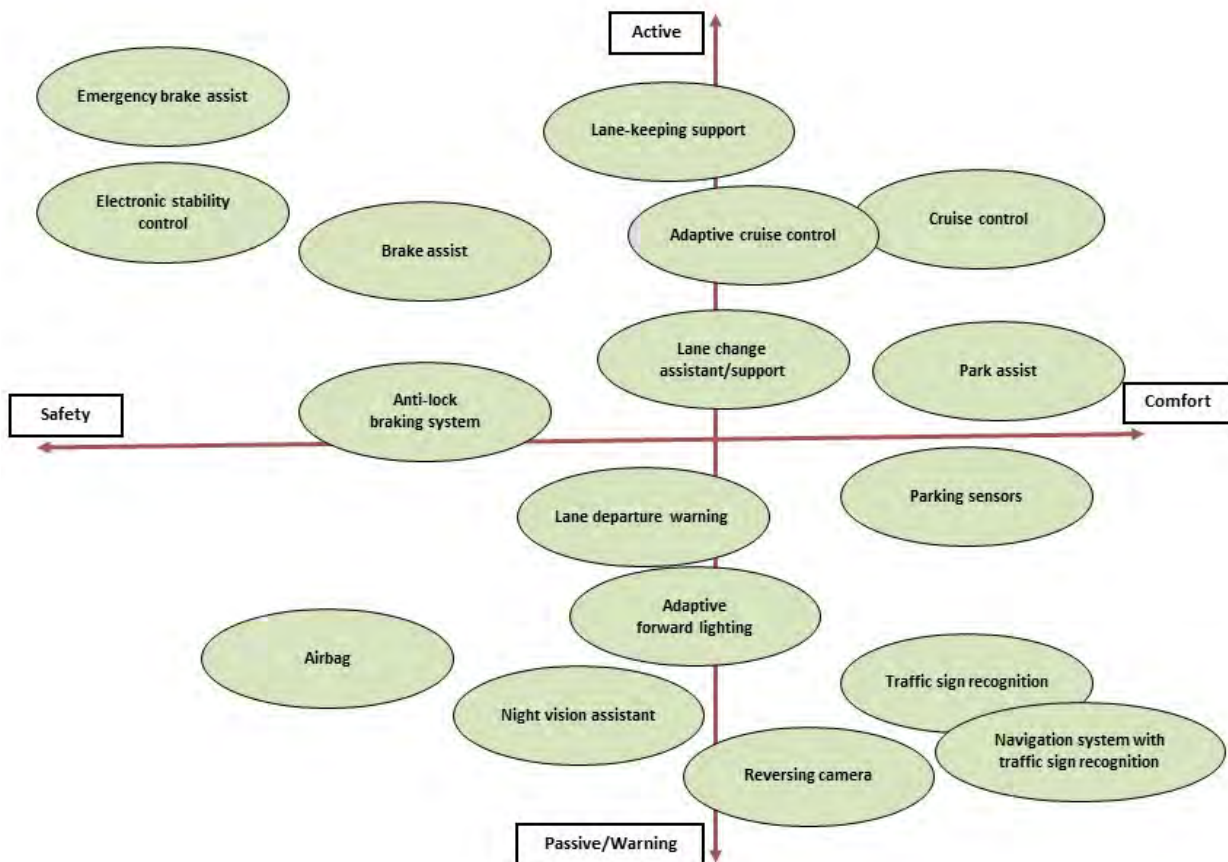 Active
Emergency brake assist
Lane-keeping support
Electronic stability
control
Cruise control
Adaptive cruise control
Brake assist
Lane change
assistant/support
Park assist
Safety
Anti-lock
braking system
Comfort
Parking sensors
Lane departure warning
Adaptive
forward lighting
Airbag
Traffic sign recognition
Night vision assistant
Navigation system with
traffic sign recognition
Reversing camera
Passive/Warning